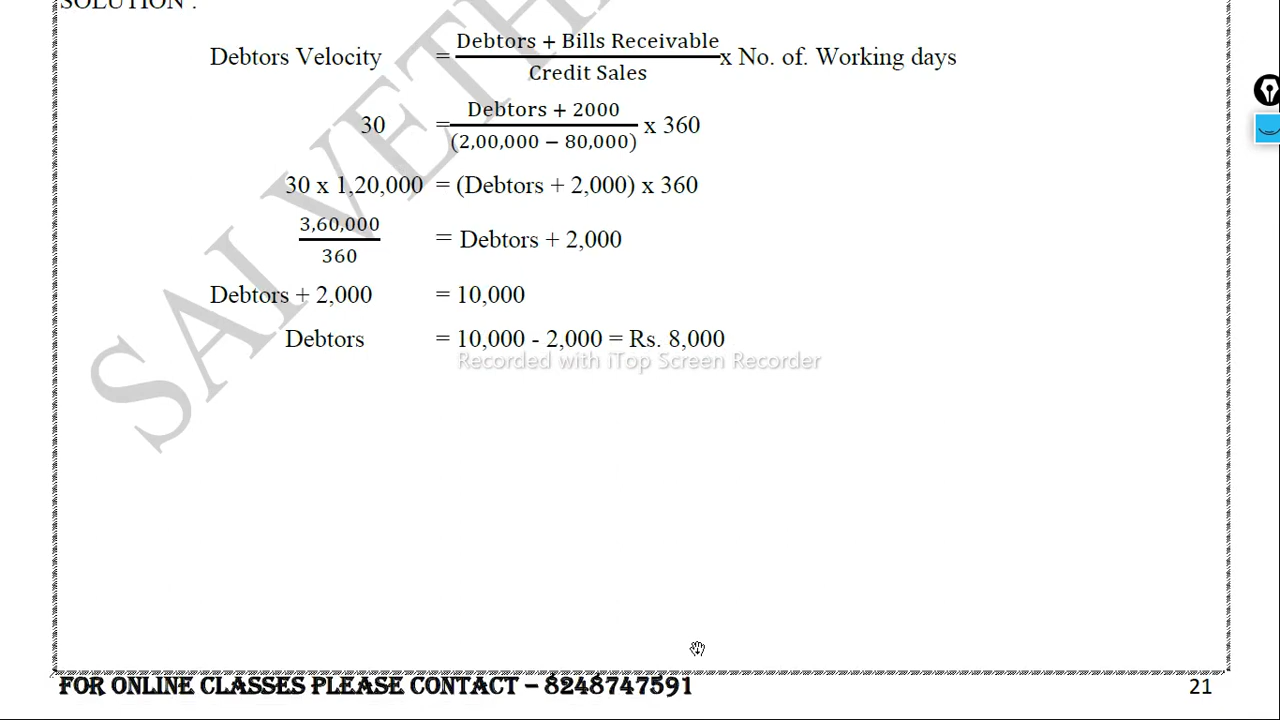 SOLUTION :
Debtors Velocity = Debtors + Bills Receivable / Credit Sales x No. of. Working days
30 = Debtors + 2000 / (2,00,000 − 80,000) x 360
30 x 1,20,000 = (Debtors + 2,000) x 360
3,60,000 / 360 = Debtors + 2,000
Debtors + 2,000 = 10,000
Debtors = 10,000 - 2,000 = Rs. 8,000
Recorded with iTop Screen Recorder
SAI VETH
FOR ONLINE CLASSES PLEASE CONTACT – 8248747591
21